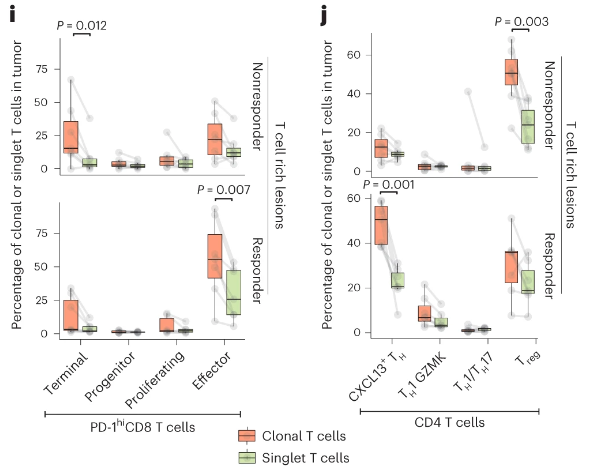 i
P = 0.012
Percentage of clonal or singlet T cells in tumor
75
50
25
0
Nonresponder
P = 0.007
75
50
25
0
Responder
T cell rich lesions
Terminal
Progenitor
Proliferating
Effector
PD-1hiCD8 T cells
j
P = 0.003
Percentage of clonal or singlet T cells in tumor
60
40
20
0
Nonresponder
P = 0.001
60
40
20
0
Responder
T cell rich lesions
CXCL13+ TH
TH1 GZMK
TH1/TH17
Treg
CD4 T cells
Clonal T cells
Singlet T cells